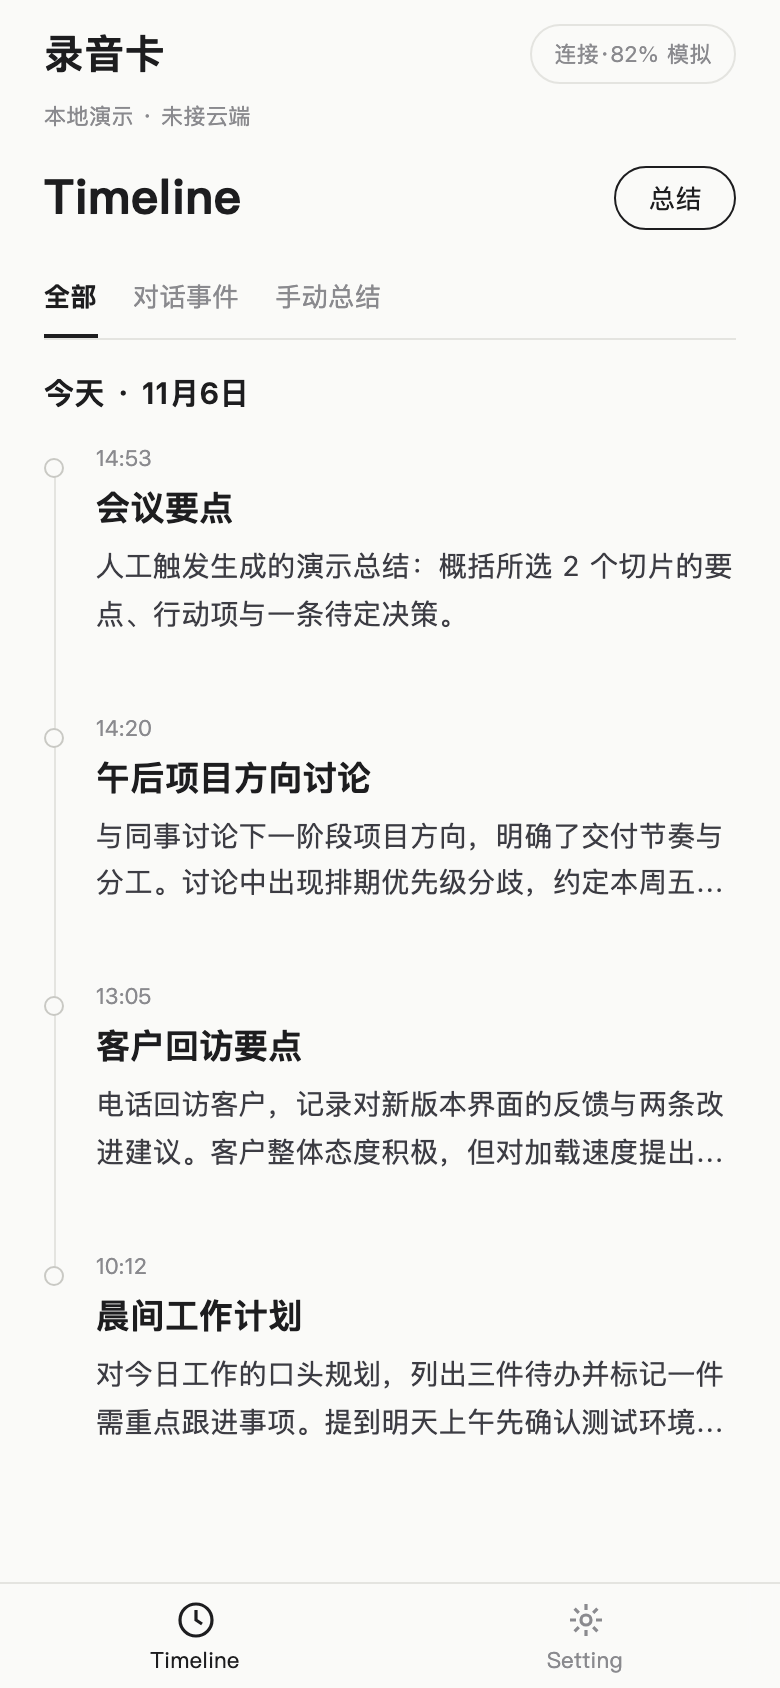 录音卡
连接·82% 模拟
本地演示 · 未接云端
Timeline
总结
全部
对话事件
手动总结
今天 · 11月6日
14:53
会议要点
人工触发生成的演示总结：概括所选 2 个切片的要
点、行动项与一条待定决策。
14:20
午后项目方向讨论
与同事讨论下一阶段项目方向，明确了交付节奏与
分工。讨论中出现排期优先级分歧，约定本周五...
13:05
客户回访要点
电话回访客户，记录对新版本界面的反馈与两条改
进建议。客户整体态度积极，但对加载速度提出...
10:12
晨间工作计划
对今日工作的口头规划，列出三件待办并标记一件
需重点跟进事项。提到明天上午先确认测试环境...
Timeline
Setting